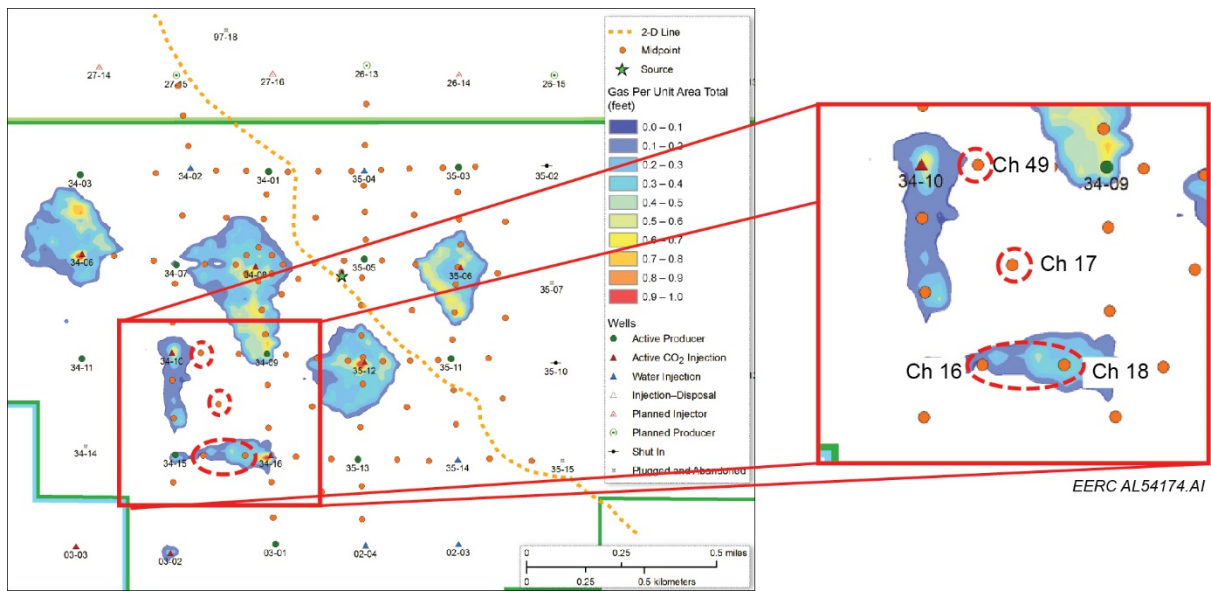 97-18
27-14
27-15
27-16
26-13
26-14
26-15
34-03
34-02
34-01
35-04
35-03
35-02
34-06
34-07
34-08
35-05
35-06
35-07
34-11
34-10
34-09
35-12
35-11
35-10
34-14
34-15
34-16
35-13
35-14
35-15
03-03
03-02
03-01
02-04
02-03
2-D Line
Midpoint
Source
Gas Per Unit Area Total
(feet)
0.0 – 0.1
0.1 – 0.2
0.2 – 0.3
0.3 – 0.4
0.4 – 0.5
0.5 – 0.6
0.6 – 0.7
0.7 – 0.8
0.8 – 0.9
0.9 – 1.0
Wells
Active Producer
Active CO2 Injection
Water Injection
Injection–Disposal
Planned Injector
Planned Producer
Shut In
Plugged and Abandoned
0 0.25 0.5 miles
0 0.25 0.5 kilometers
34-10
Ch 49
34-09
Ch 17
Ch 16
Ch 18
EERC AL54174.AI